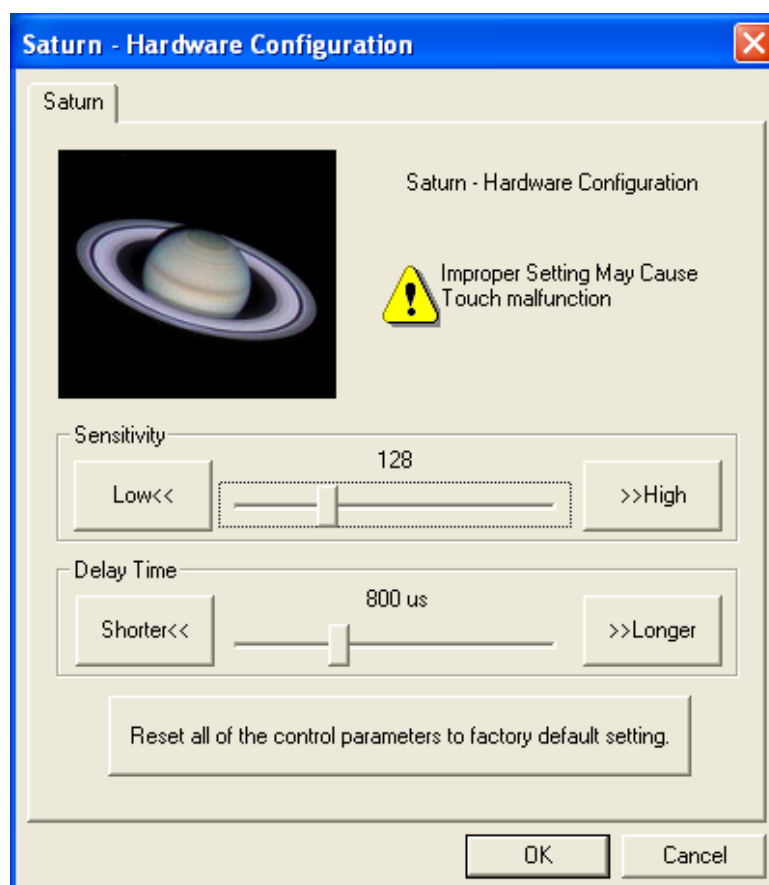 Saturn - Hardware Configuration
Saturn
Saturn - Hardware Configuration
Improper Setting May Cause
Touch malfunction
Sensitivity
128
Low<<
>>High
Delay Time
800 us
Shorter<<
>>Longer
Reset all of the control parameters to factory default setting.
OK
Cancel